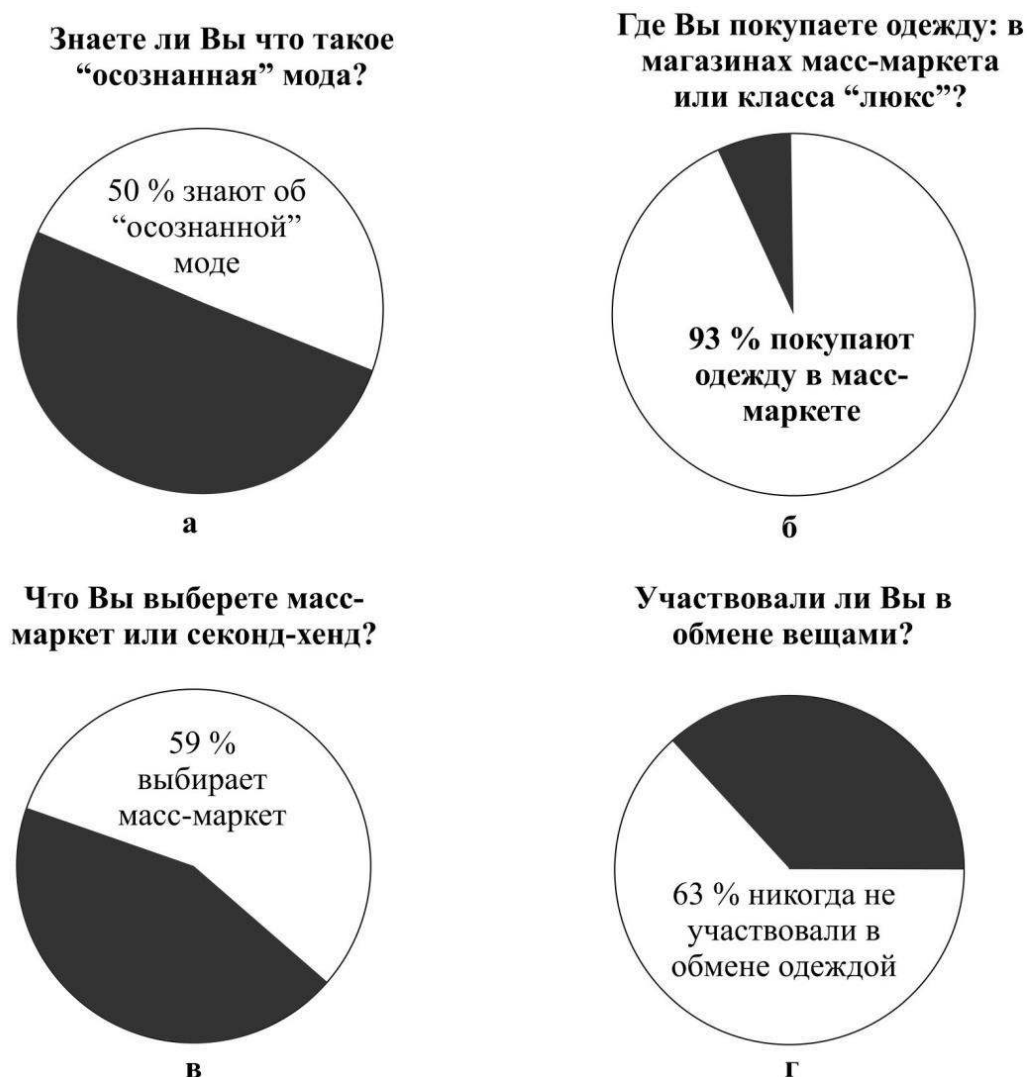 Знаете ли Вы что такое
“осознанная” мода?
50 % знают об
“осознанной”
моде
а
Где Вы покупаете одежду: в
магазинах масс-маркета
или класса “люкс”?
93 % покупают
одежду в масс-
маркете
б
Что Вы выберете масс-
маркет или секонд-хенд?
59 %
выбирает
масс-маркет
в
Участвовали ли Вы в
обмене вещами?
63 % никогда не
участвовали в
обмене одеждой
г